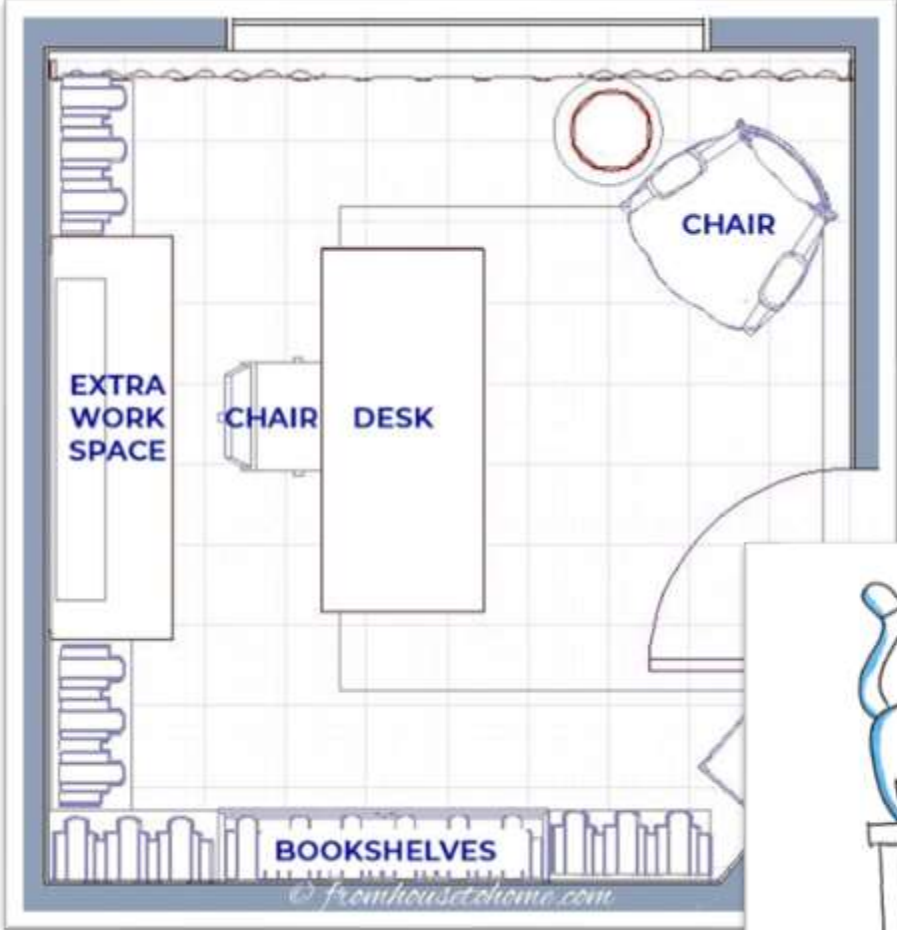 CHAIR
EXTRA
WORK
SPACE
CHAIR
DESK
BOOKSHELVES
© fromhousetohome.com